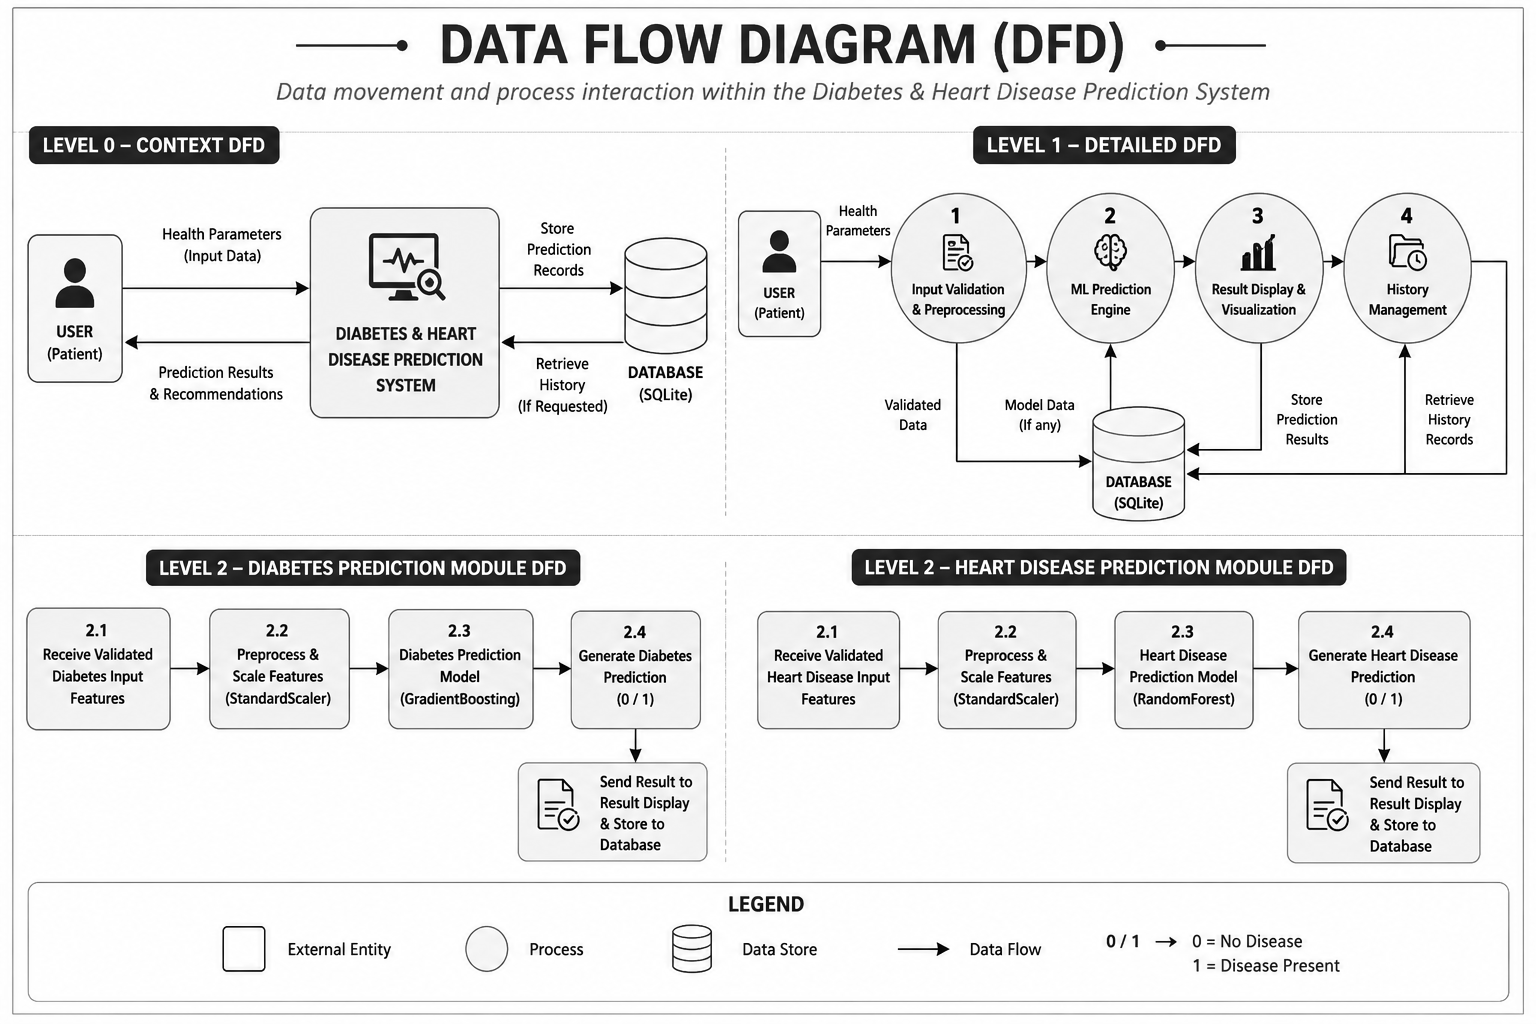 DATA FLOW DIAGRAM (DFD)
Data movement and process interaction within the Diabetes & Heart Disease Prediction System
LEVEL 0 – CONTEXT DFD
USER
(Patient)
Health Parameters
(Input Data)
Prediction Results
& Recommendations
DIABETES & HEART
DISEASE PREDICTION
SYSTEM
Store
Prediction
Records
Retrieve
History
(If Requested)
DATABASE
(SQLite)
LEVEL 1 – DETAILED DFD
USER
(Patient)
Health
Parameters
1
Input Validation
& Preprocessing
2
ML Prediction
Engine
3
Result Display &
Visualization
4
History
Management
Validated
Data
Model Data
(If any)
Store
Prediction
Results
Retrieve
History
Records
DATABASE
(SQLite)
LEVEL 2 – DIABETES PREDICTION MODULE DFD
2.1
Receive Validated
Diabetes Input
Features
2.2
Preprocess &
Scale Features
(StandardScaler)
2.3
Diabetes Prediction
Model
(GradientBoosting)
2.4
Generate Diabetes
Prediction
(0 / 1)
Send Result to
Result Display
& Store to
Database
LEVEL 2 – HEART DISEASE PREDICTION MODULE DFD
2.1
Receive Validated
Heart Disease Input
Features
2.2
Preprocess &
Scale Features
(StandardScaler)
2.3
Heart Disease
Prediction Model
(RandomForest)
2.4
Generate Heart Disease
Prediction
(0 / 1)
Send Result to
Result Display
& Store to
Database
LEGEND
External Entity
Process
Data Store
Data Flow
0 / 1 → 0 = No Disease
1 = Disease Present